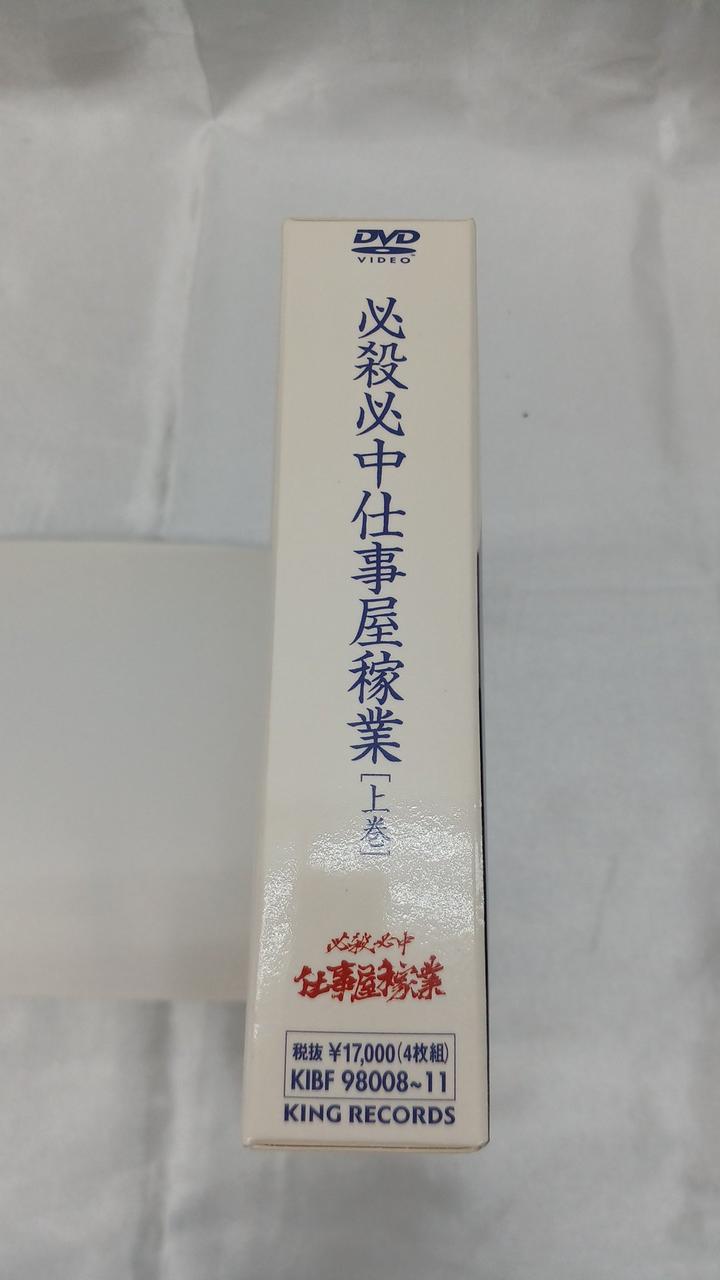 DVD
VIDEO
必殺必中仕事屋稼業[上巻]
必殺必中
仕事屋稼業
税抜 ¥17,000(4枚組)
KIBF 98008~11
KING RECORDS